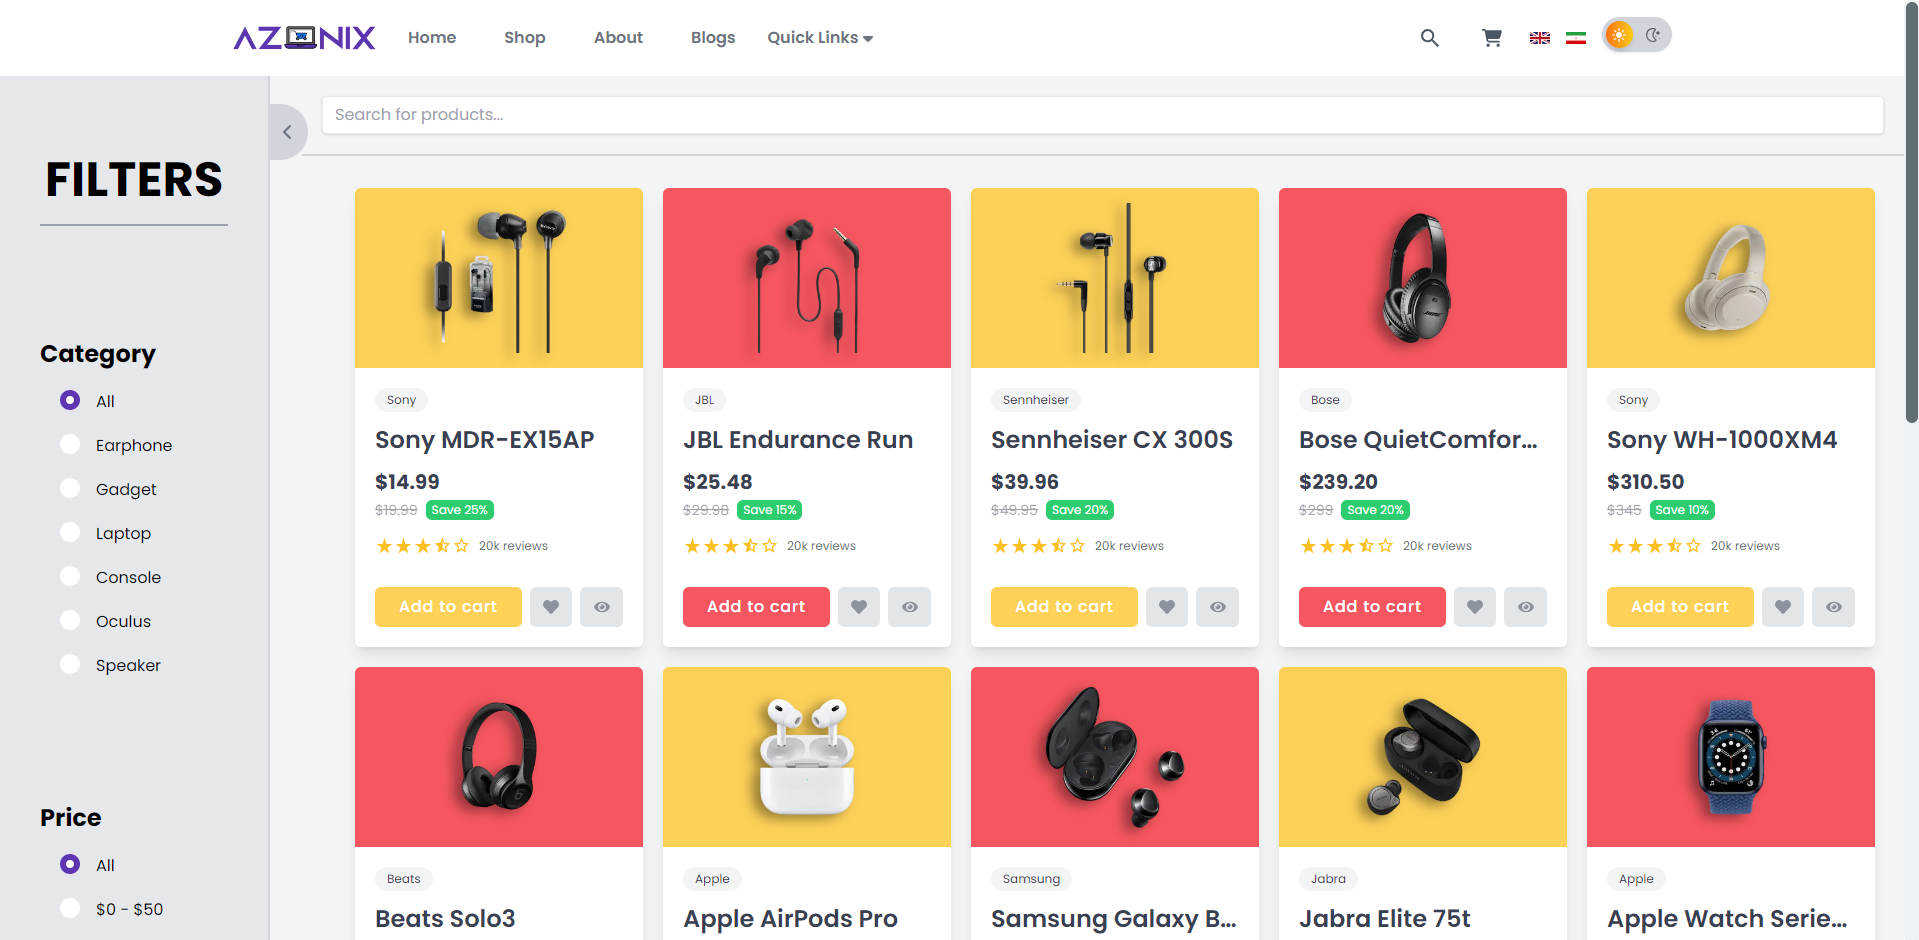 AZONIX
Home
Shop
About
Blogs
Quick Links
Search for products...
FILTERS
Category
All
Earphone
Gadget
Laptop
Console
Oculus
Speaker
Price
All
$0 - $50
Sony
Sony MDR-EX15AP
$14.99
$19.99 Save 25%
20k reviews
Add to cart
JBL
JBL Endurance Run
$25.48
$29.98 Save 15%
20k reviews
Add to cart
Sennheiser
Sennheiser CX 300S
$39.96
$49.95 Save 20%
20k reviews
Add to cart
Bose
Bose QuietComfor...
$239.20
$299 Save 20%
20k reviews
Add to cart
Sony
Sony WH-1000XM4
$310.50
$345 Save 10%
20k reviews
Add to cart
Beats
Beats Solo3
Apple
Apple AirPods Pro
Samsung
Samsung Galaxy B...
Jabra
Jabra Elite 75t
Apple
Apple Watch Serie...